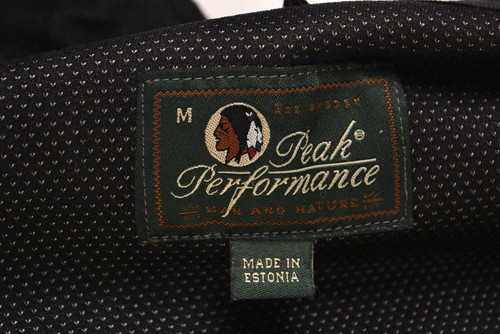 M
Peak®
Performance
MAN AND NATURE
MADE IN
ESTONIA